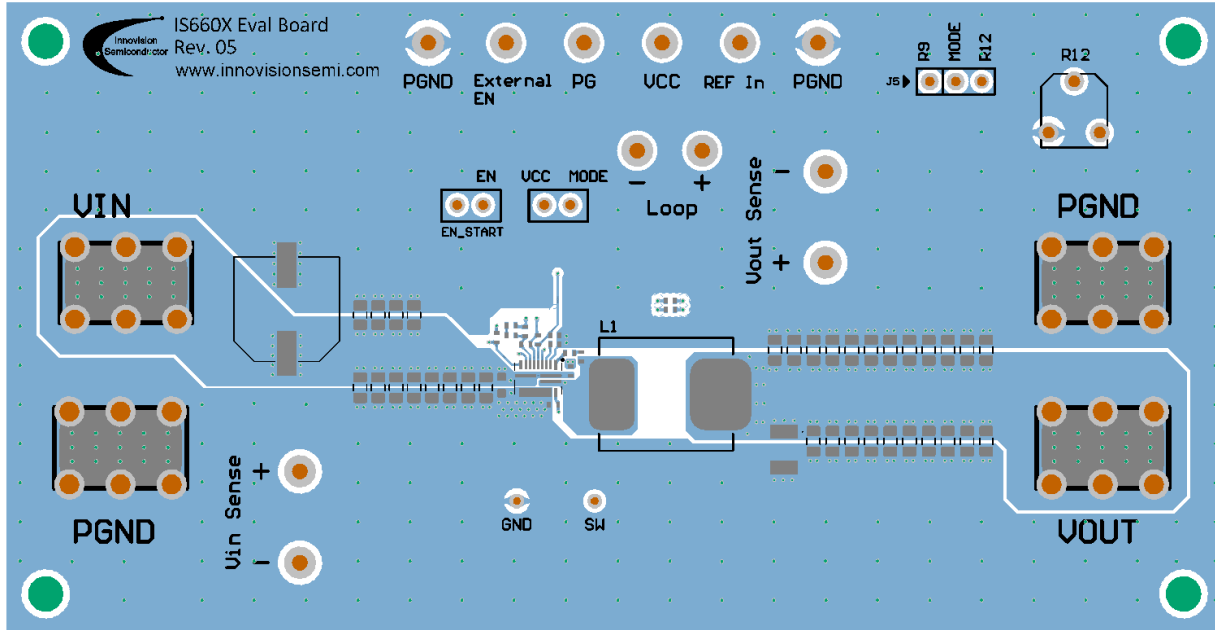 Innovision
Semiconductor
IS660X Eval Board
Rev. 05
www.innovisionsemi.com
PGND
External
EN
PG
VCC
REF In
PGND
J5
R9
MODE
R12
R12
EN
EN_START
VCC MODE
- +
Loop
Vout Sense
-
+
VIN
PGND
L1
PGND
Vin Sense
+
-
GND
SW
VOUT